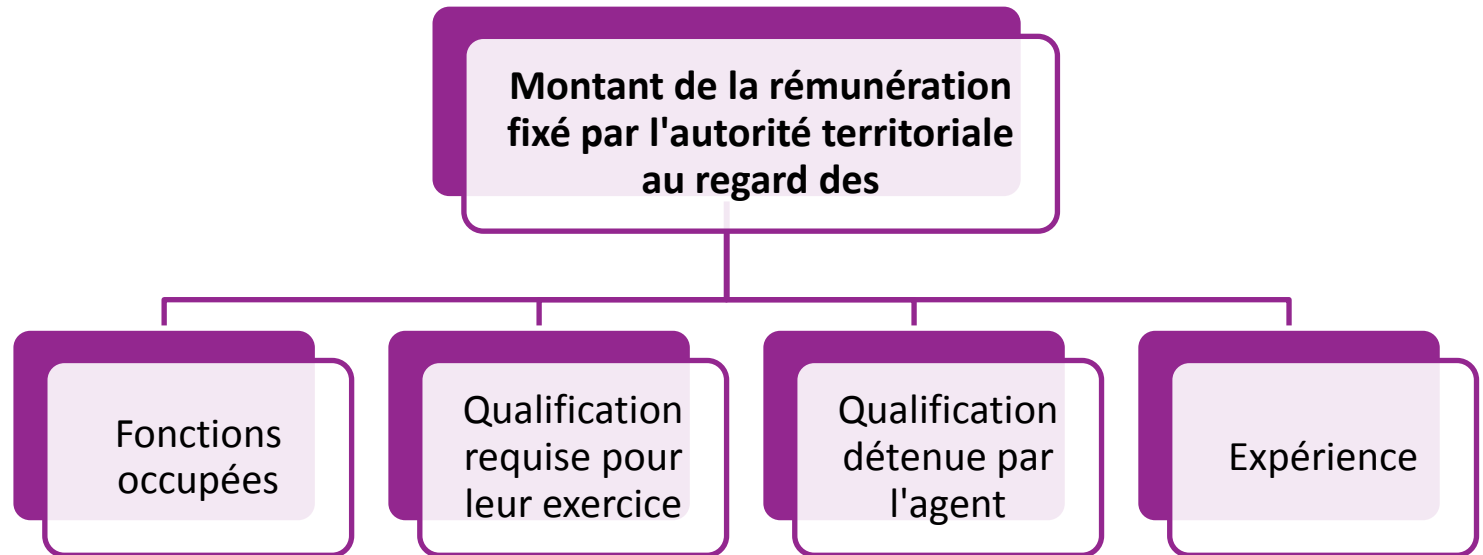 Montant de la rémunération
fixé par l'autorité territoriale
au regard des
Fonctions
occupées
Qualification
requise pour
leur exercice
Qualification
détenue par
l'agent
Expérience